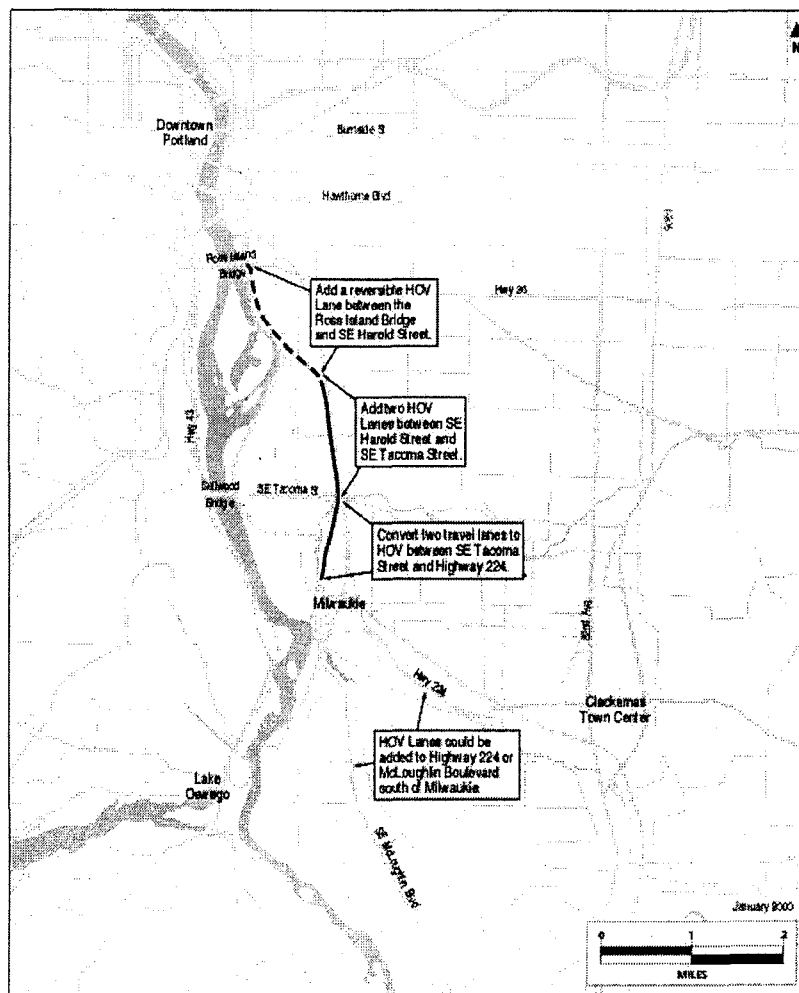 N
Downtown
Portland
Burnside St
Hawthorne Blvd
I-205
Ross Island
Bridge
Hwy 26
Add a reversible HOV
Lane between the
Ross Island Bridge
and SE Harold Street.
Hwy 43
Add two HOV
Lanes between SE
Harold Street and
SE Tacoma Street.
Sellwood
Bridge
SE Tacoma St
Convert two travel lanes to
HOV between SE Tacoma
Street and Highway 224.
Milwaukie
82nd Ave
Hwy 224
Clackamas
Town Center
HOV Lanes could be
added to Highway 224 or
McLoughlin Boulevard
south of Milwaukie
Lake
Oswego
SE McLoughlin Blvd
January 2000
0 1 2
MILES